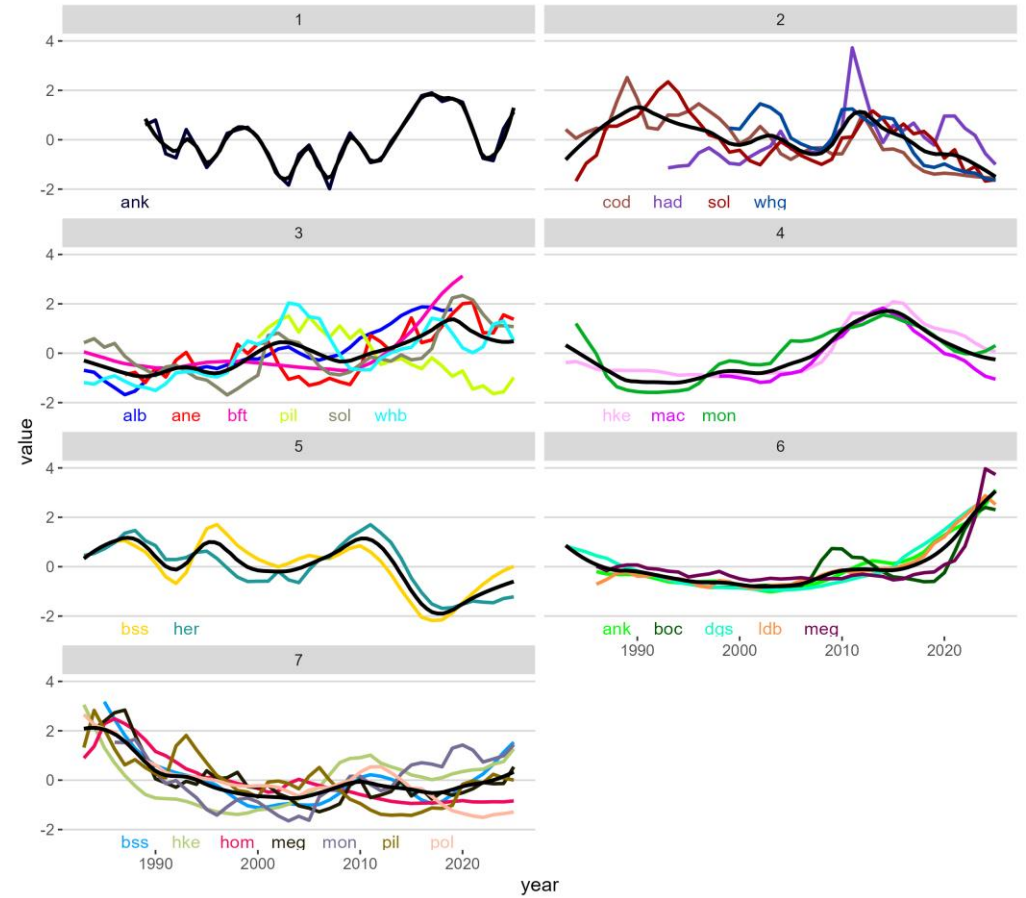 1
2
4
2
0
-2
ank
cod had sol whg
3
4
4
2
0
-2
alb ane bft pil sol whb
hke mac mon
5
6
4
2
0
-2
bss her
ank boc dgs ldb meg
1990 2000 2010 2020
7
4
2
0
-2
bss hke hom meg mon pil pol
1990 2000 2010 2020
value
year